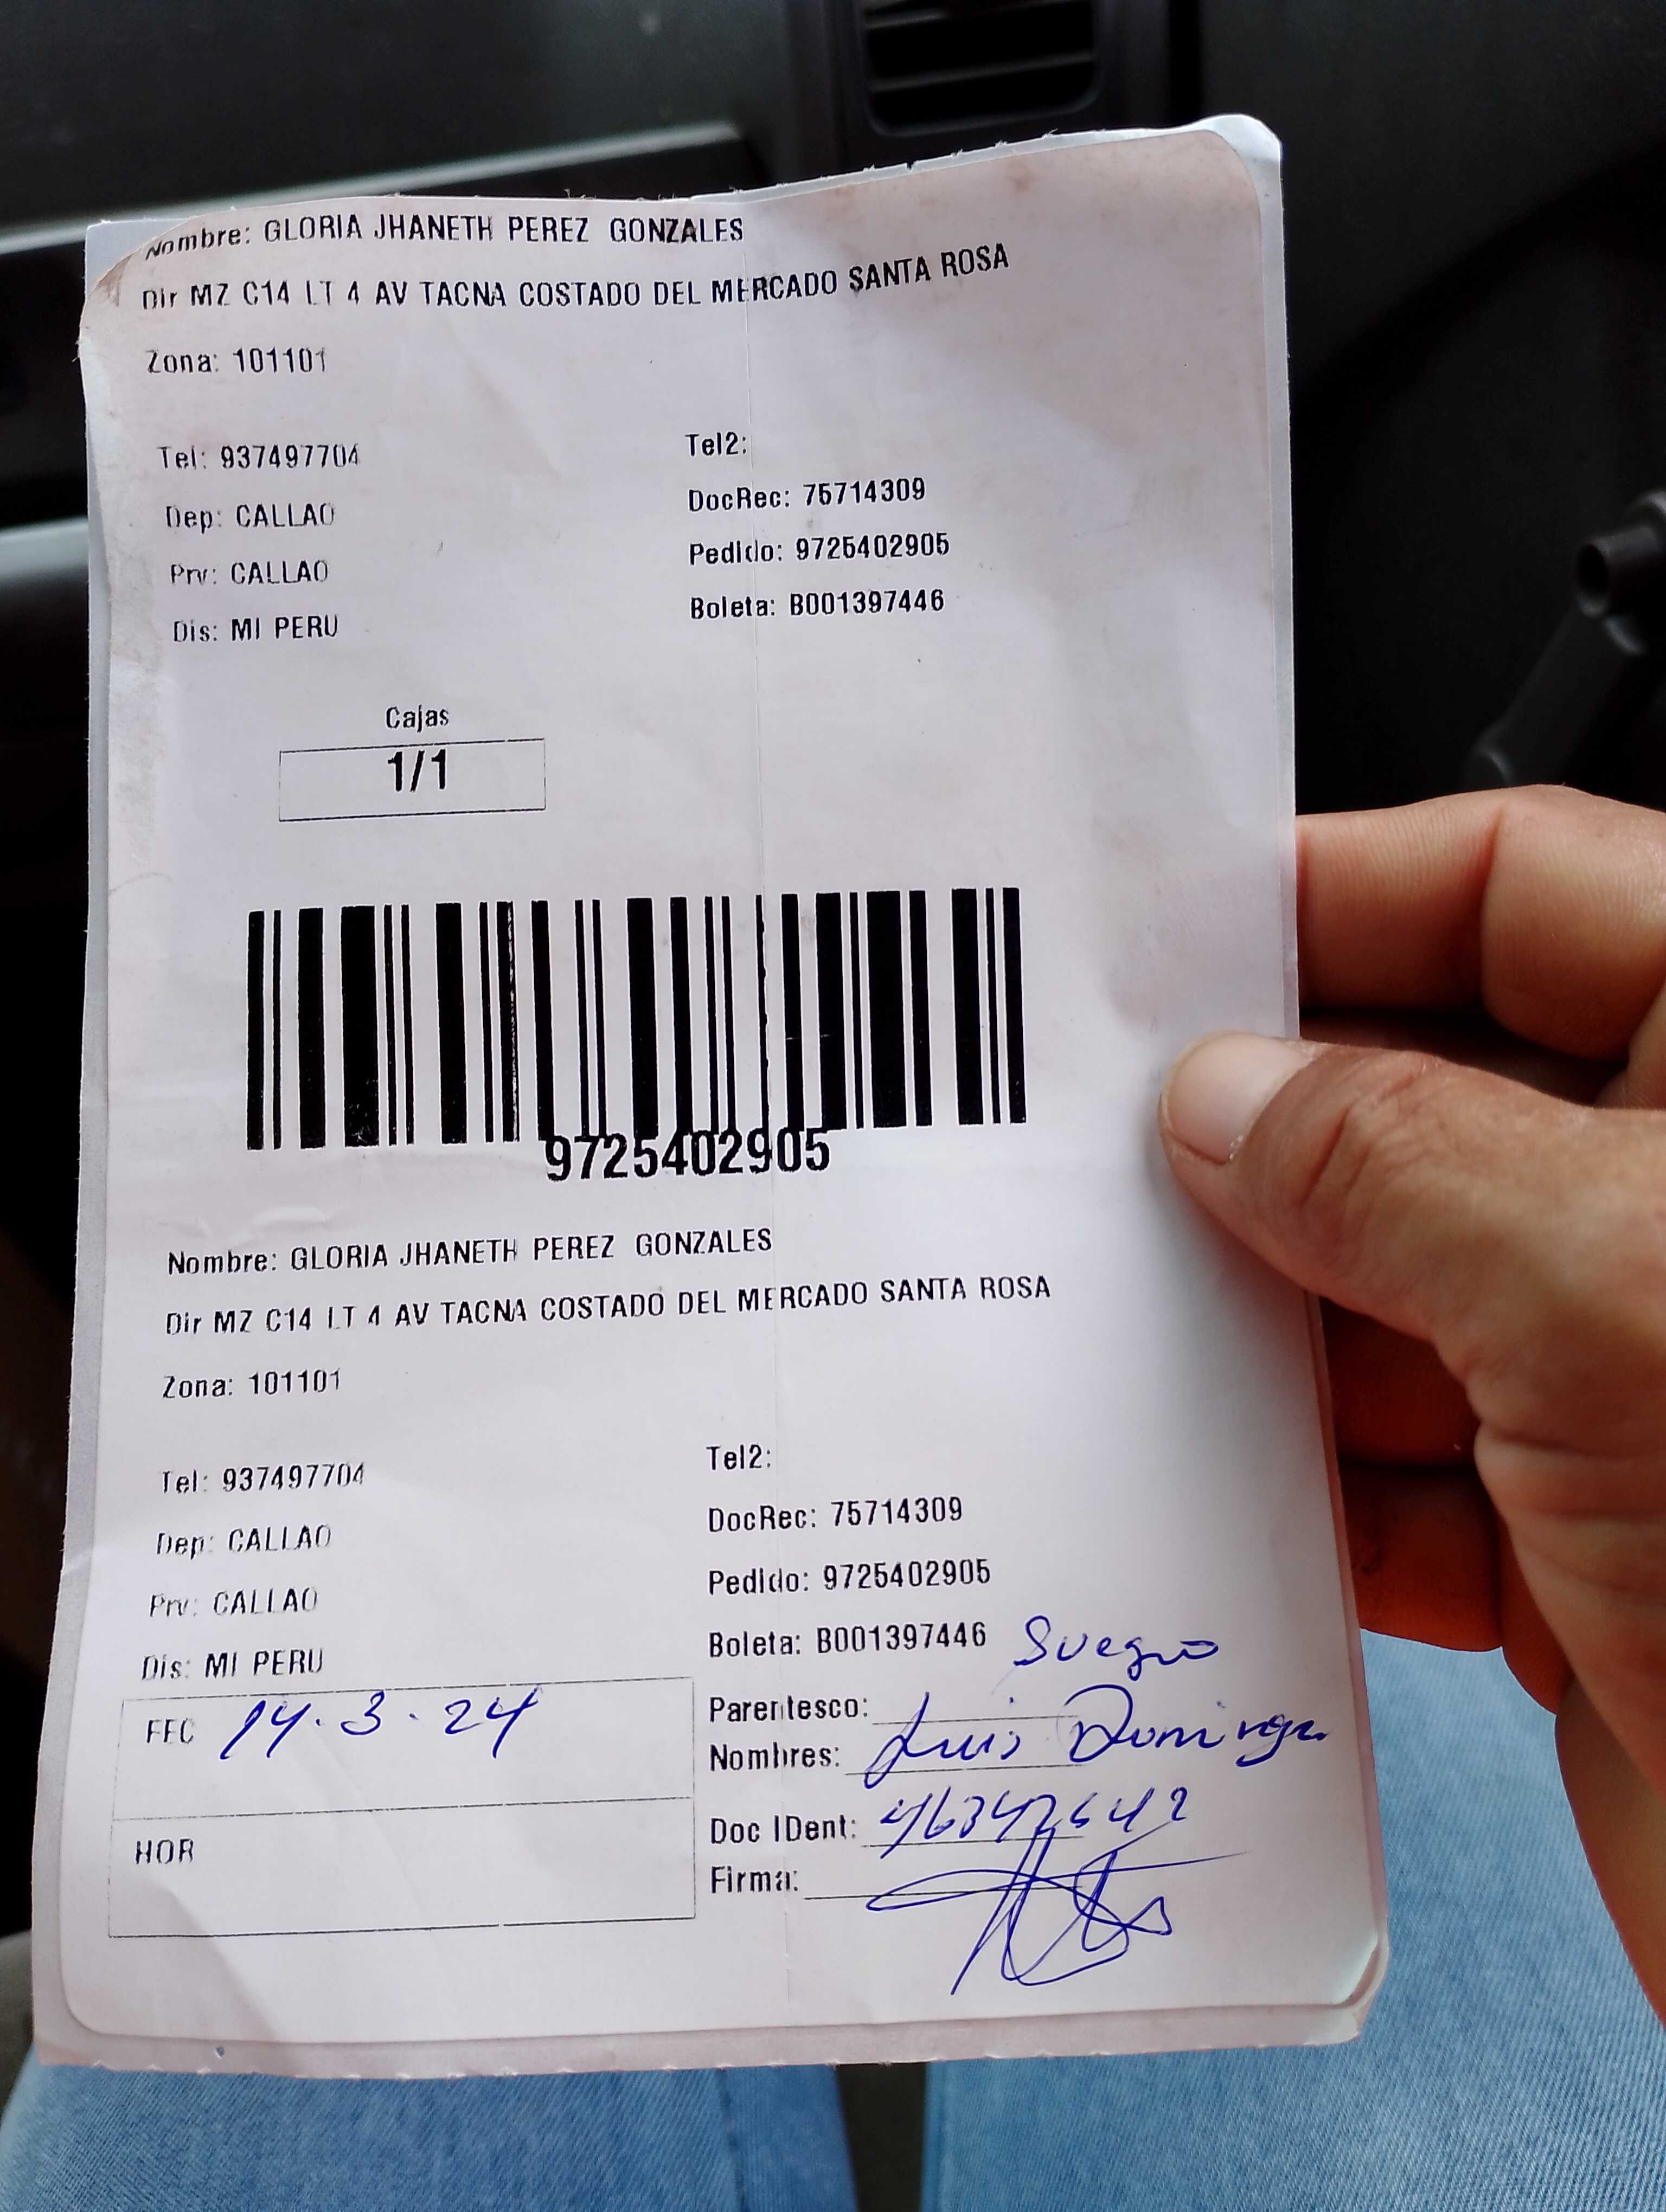 Nombre: GLORIA JHANETH PEREZ GONZALES
Dir MZ C14 LT 4 AV TACNA COSTADO DEL MERCADO SANTA ROSA
Zona: 101101
Tel: 937497704 Tel2:
Dep: CALLAO DocRec: 75714309
Prv: CALLAO Pedido: 9725402905
Dis: MI PERU Boleta: B001397446
Cajas
1/1
9725402905
Nombre: GLORIA JHANETH PEREZ GONZALES
Dir MZ C14 LT 4 AV TACNA COSTADO DEL MERCADO SANTA ROSA
Zona: 101101
Tel: 937497704 Tel2:
Dep: CALLAO DocRec: 75714309
Prv: CALLAO Pedido: 9725402905
Dis: MI PERU Boleta: B001397446
FEC 14.3.24 Parentesco: Suegro
Nombres: Luis
Doc IDent:
HOR Firma: